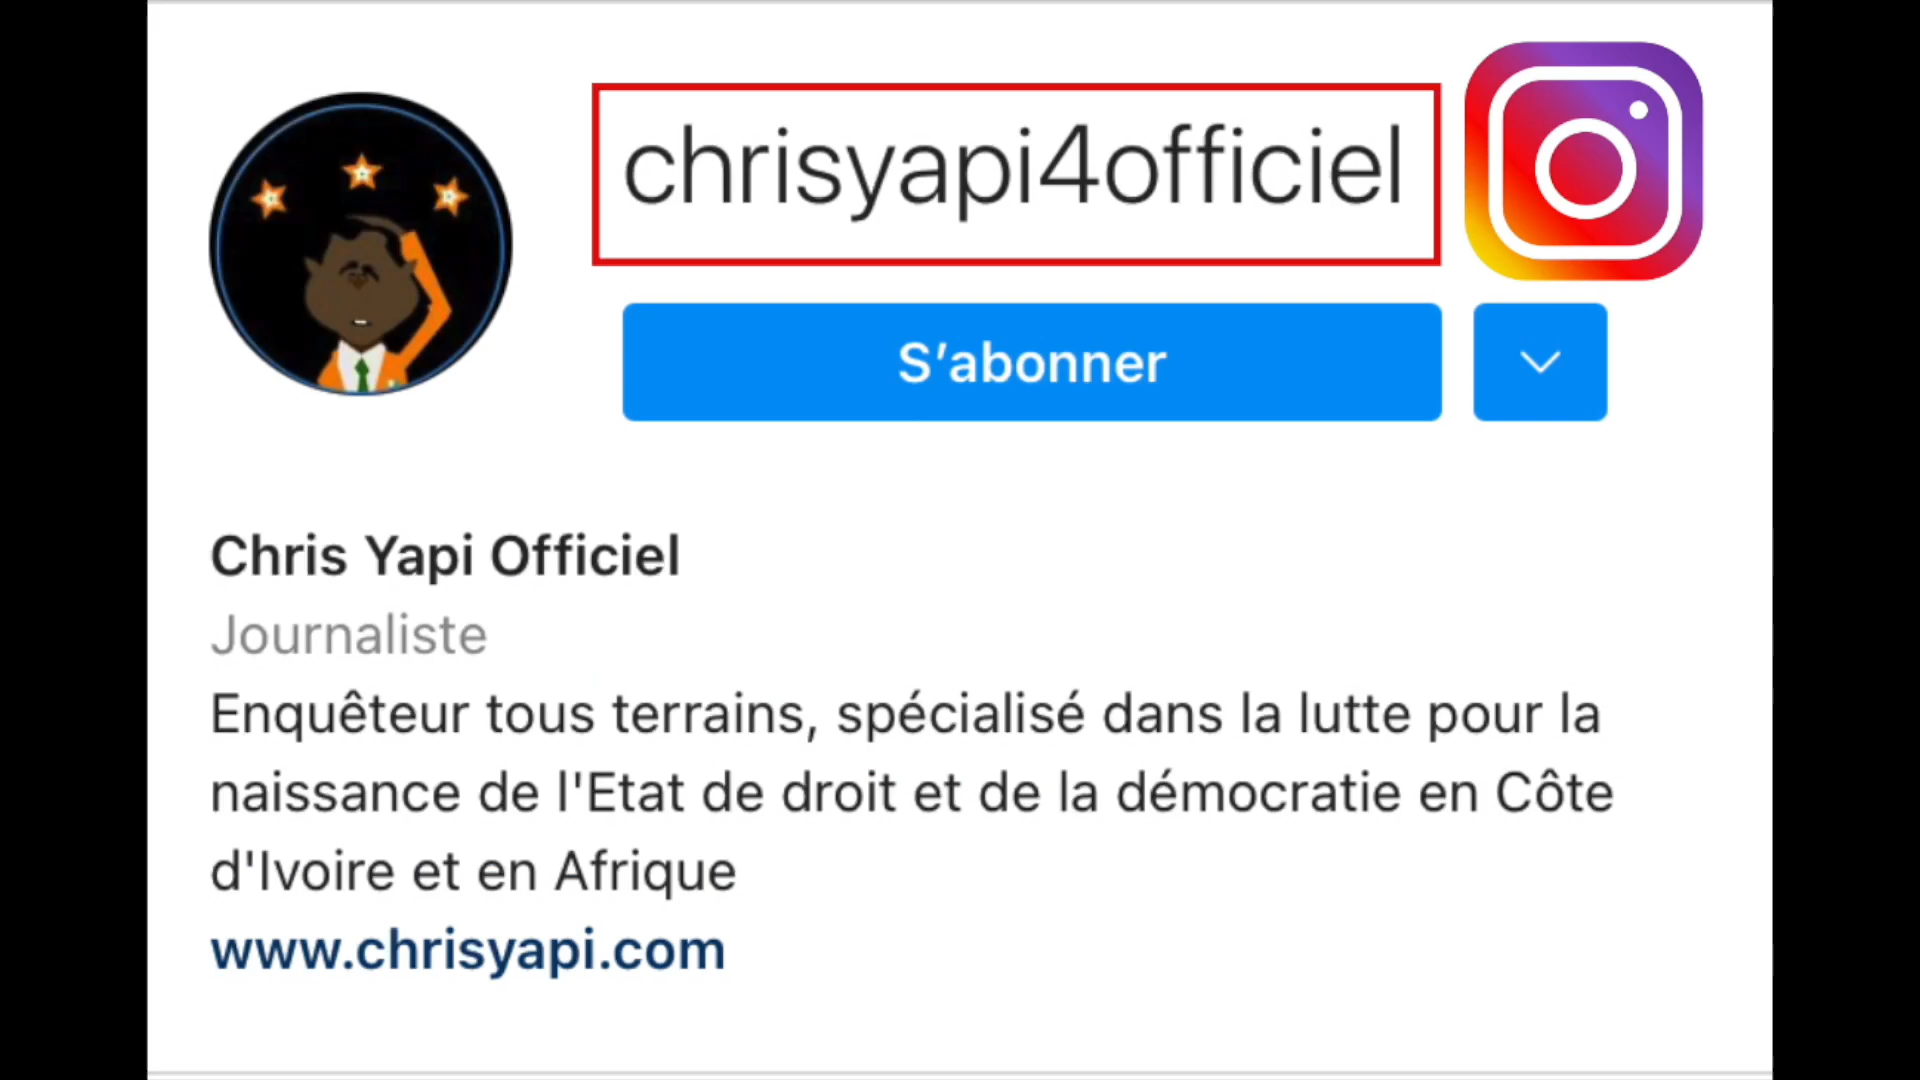 chrisyapi4officiel
S’abonner
Chris Yapi Officiel
Journaliste
Enquêteur tous terrains, spécialisé dans la lutte pour la
naissance de l'Etat de droit et de la démocratie en Côte
d'Ivoire et en Afrique
www.chrisyapi.com